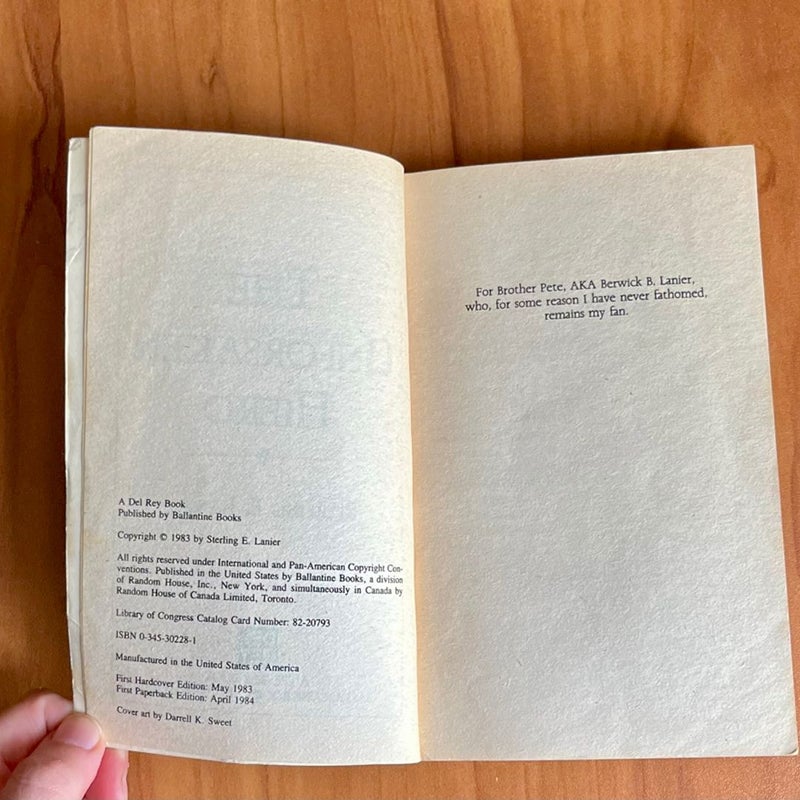 A Del Rey Book
Published by Ballantine Books
Copyright © 1983 by Sterling E. Lanier
All rights reserved under International and Pan-American Copyright Con-
ventions. Published in the United States by Ballantine Books, a division
of Random House, Inc., New York, and simultaneously in Canada by
Random House of Canada Limited, Toronto.
Library of Congress Catalog Card Number: 82-20793
ISBN 0-345-30228-1
Manufactured in the United States of America
First Hardcover Edition: May 1983
First Paperback Edition: April 1984
Cover art by Darrell K. Sweet
For Brother Pete, AKA Berwick B. Lanier,
who, for some reason I have never fathomed,
remains my fan.